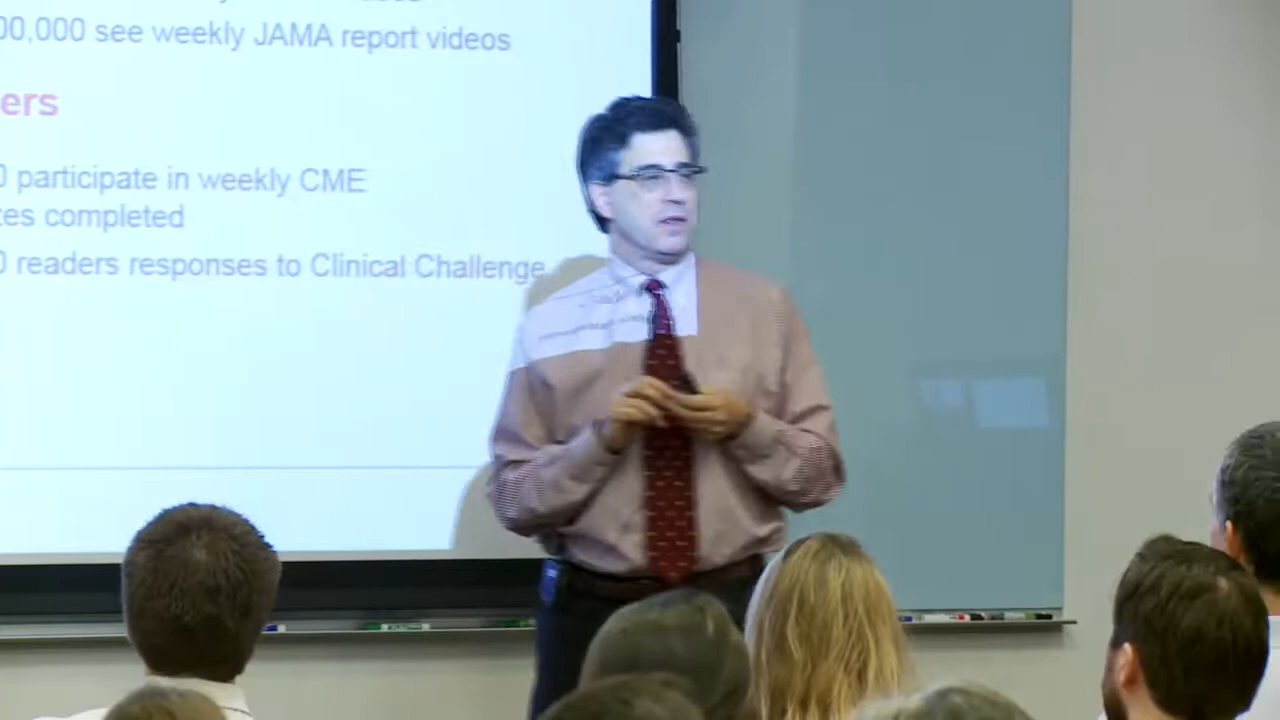 00,000 see weekly JAMA report videos
ers
0 participate in weekly CME
zes completed
0 readers responses to Clinical Challenge